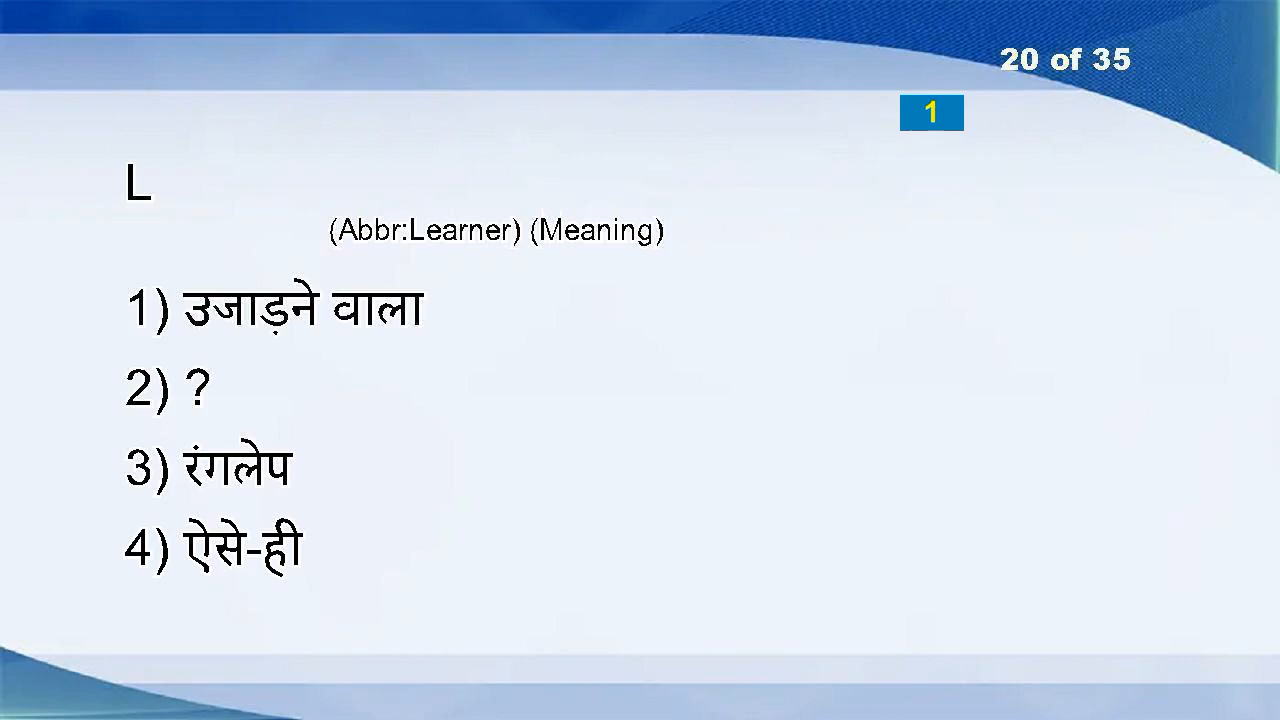 20 of 35
1
L
(Abbr:Learner) (Meaning)
1) उजाड़ने वाला
2) ?
3) रंगलेप
4) ऐसे-ही